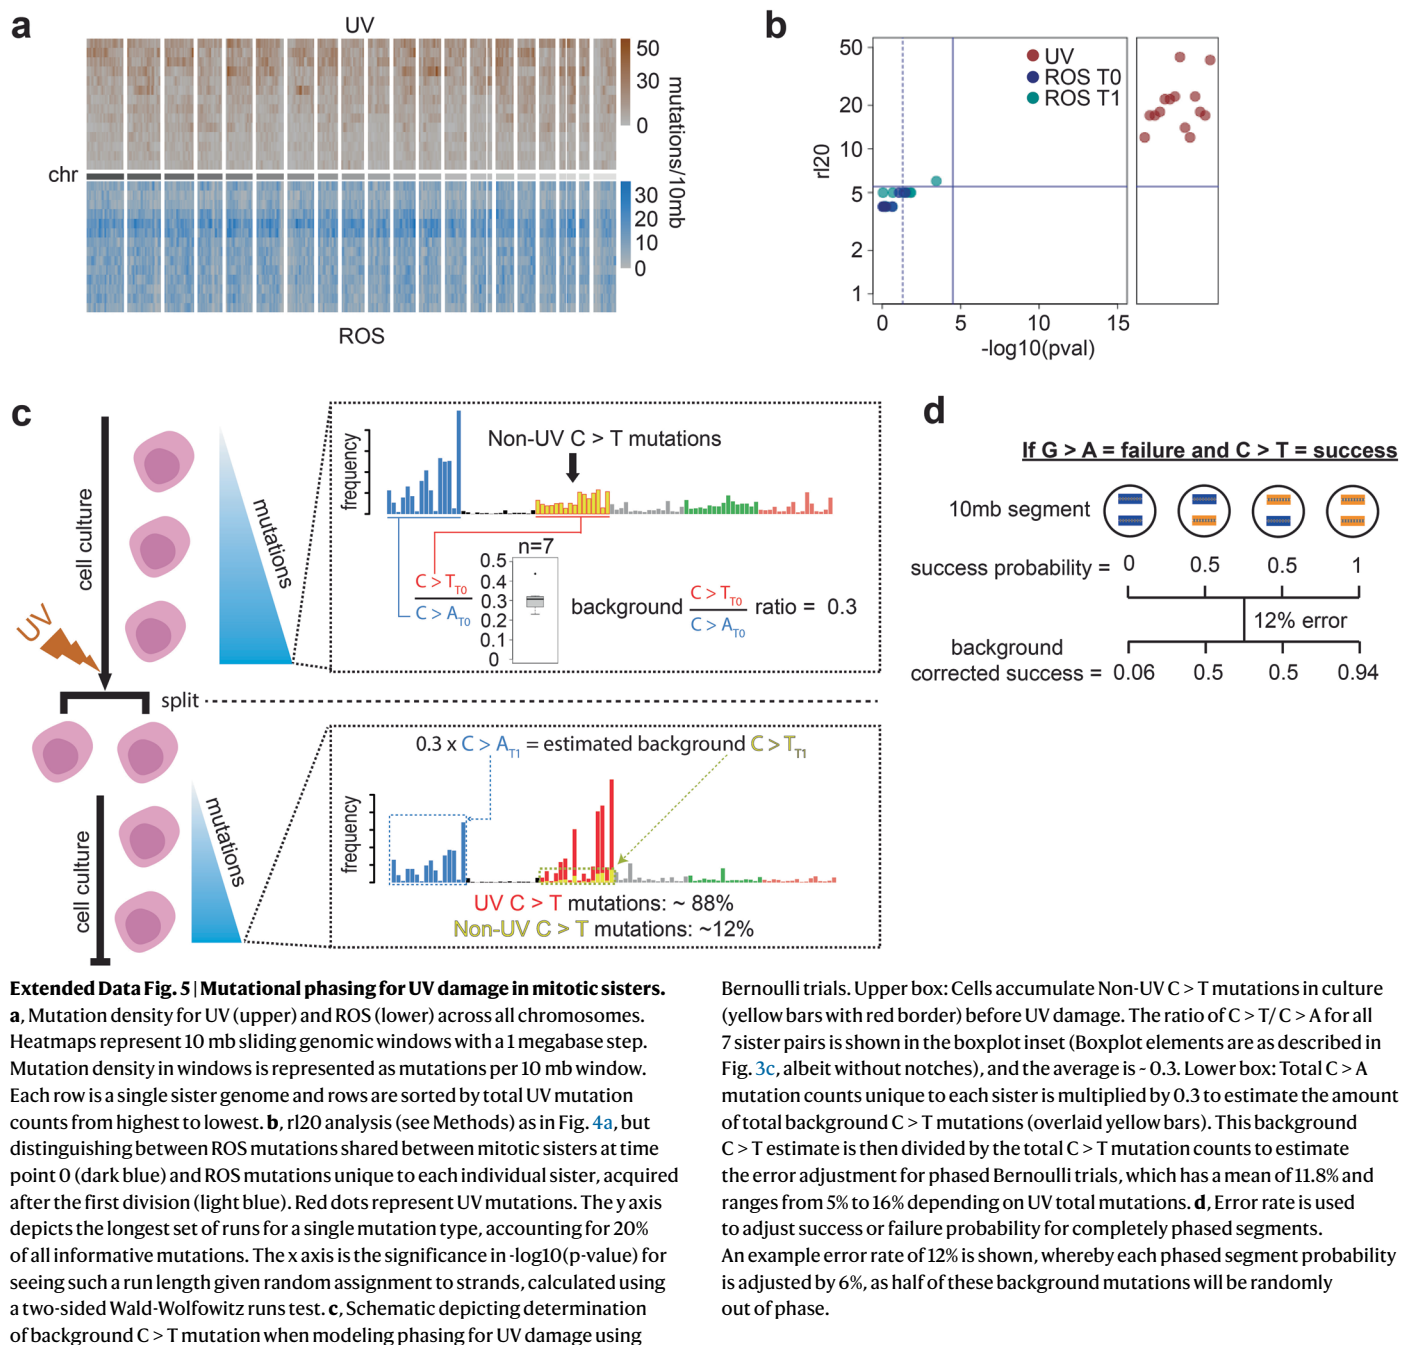 a
UV
50
30
0
mutations/10mb
chr
30
20
10
0
ROS
b
50
20
10
5
2
1
rl20
UV
ROS T0
ROS T1
0
5
10
15
-log10(pval)
c
cell culture
mutations
UV
split
cell culture
mutations
frequency
Non-UV C > T mutations
n=7
0.5
0.4
0.3
0.2
0.1
0
C > T_T0
C > A_T0
background C > T_T0 / C > A_T0 ratio = 0.3
0.3 x C > A_T1 = estimated background C > T_T1
frequency
UV C > T mutations: ~ 88%
Non-UV C > T mutations: ~12%
d
If G > A = failure and C > T = success
10mb segment
success probability = 0 0.5 0.5 1
12% error
background
corrected success = 0.06 0.5 0.5 0.94
Extended Data Fig. 5 | Mutational phasing for UV damage in mitotic sisters.
a, Mutation density for UV (upper) and ROS (lower) across all chromosomes.
Heatmaps represent 10 mb sliding genomic windows with a 1 megabase step.
Mutation density in windows is represented as mutations per 10 mb window.
Each row is a single sister genome and rows are sorted by total UV mutation
counts from highest to lowest. b, rl20 analysis (see Methods) as in Fig. 4a, but
distinguishing between ROS mutations shared between mitotic sisters at time
point 0 (dark blue) and ROS mutations unique to each individual sister, acquired
after the first division (light blue). Red dots represent UV mutations. The y axis
depicts the longest set of runs for a single mutation type, accounting for 20%
of all informative mutations. The x axis is the significance in -log10(p-value) for
seeing such a run length given random assignment to strands, calculated using
a two-sided Wald-Wolfowitz runs test. c, Schematic depicting determination
of background C > T mutation when modeling phasing for UV damage using
Bernoulli trials. Upper box: Cells accumulate Non-UV C > T mutations in culture
(yellow bars with red border) before UV damage. The ratio of C > T/ C > A for all
7 sister pairs is shown in the boxplot inset (Boxplot elements are as described in
Fig. 3c, albeit without notches), and the average is ~ 0.3. Lower box: Total C > A
mutation counts unique to each sister is multiplied by 0.3 to estimate the amount
of total background C > T mutations (overlaid yellow bars). This background
C > T estimate is then divided by the total C > T mutation counts to estimate
the error adjustment for phased Bernoulli trials, which has a mean of 11.8% and
ranges from 5% to 16% depending on UV total mutations. d, Error rate is used
to adjust success or failure probability for completely phased segments.
An example error rate of 12% is shown, whereby each phased segment probability
is adjusted by 6%, as half of these background mutations will be randomly
out of phase.